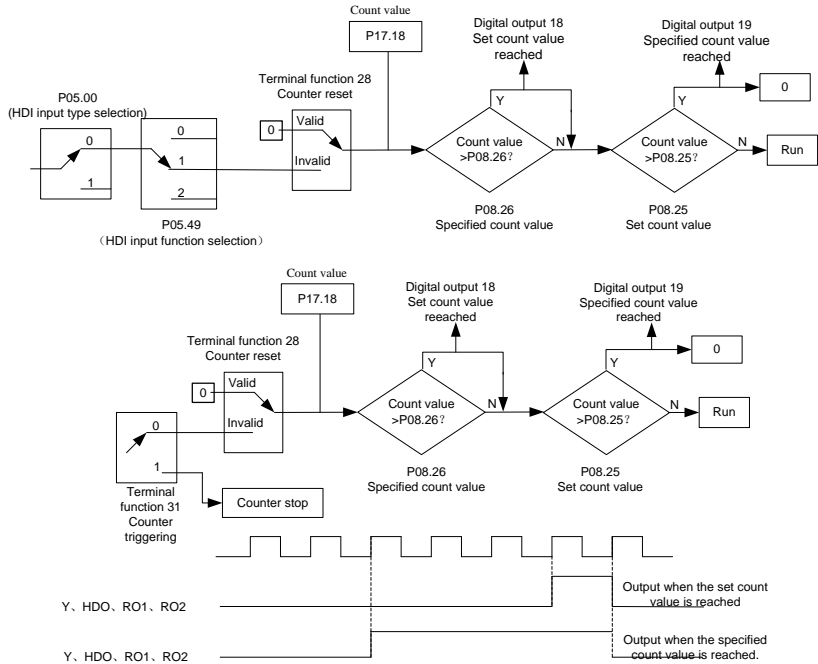 Count value
P17.18
Digital output 18
Set count value
reached
Digital output 19
Specified count value
reached
Terminal function 28
Counter reset
P05.00
(HDI input type selection)
0
1
0
1
2
P05.49
（HDI input function selection）
0
Valid
Invalid
Y
Count value
>P08.26?
N
Y
Count value
>P08.25?
N
0
Run
P08.26
Specified count value
P08.25
Set count value
Count value
P17.18
Digital output 18
Set count value
reeached
Digital output 19
Specified count value
reached
Terminal function 28
Counter reset
0
Valid
Invalid
Y
Count value
>P08.26?
N
Y
Count value
>P08.25?
N
0
Run
0
1
Terminal
function 31
Counter
triggering
Counter stop
P08.26
Specified count value
P08.25
Set count value
Y、HDO、RO1、RO2
Output when the set count
value is reached
Y、HDO、RO1、RO2
Output when the specified
count value is reached.